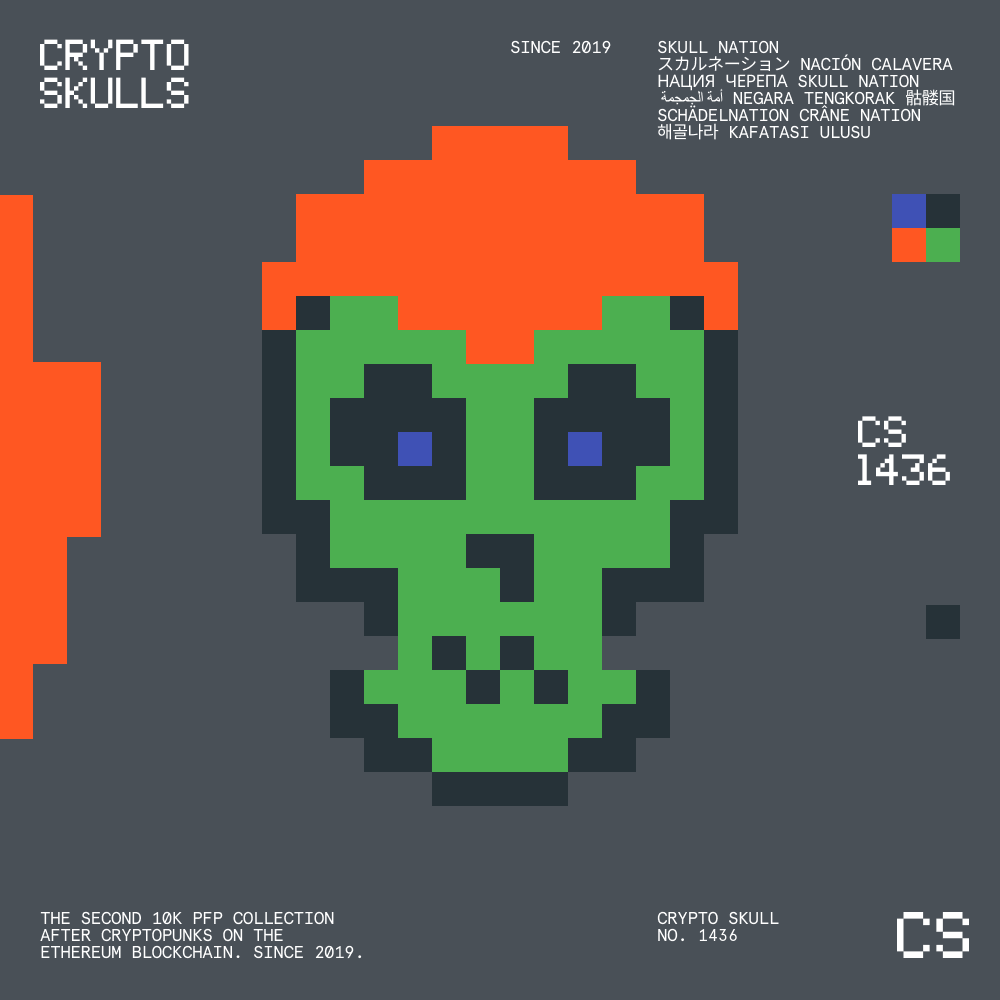 CRYPTO
SKULLS
SINCE 2019
SKULL NATION
スカルネーション NACIÓN CALAVERA
НАЦИЯ ЧЕРЕПА SKULL NATION
أمة الجمجمة NEGARA TENGKORAK 骷髅国
SCHÄDELNATION CRÂNE NATION
해골나라 KAFATASI ULUSU
CS
1436
THE SECOND 10K PFP COLLECTION
AFTER CRYPTOPUNKS ON THE
ETHEREUM BLOCKCHAIN. SINCE 2019.
CRYPTO SKULL
NO. 1436
CS